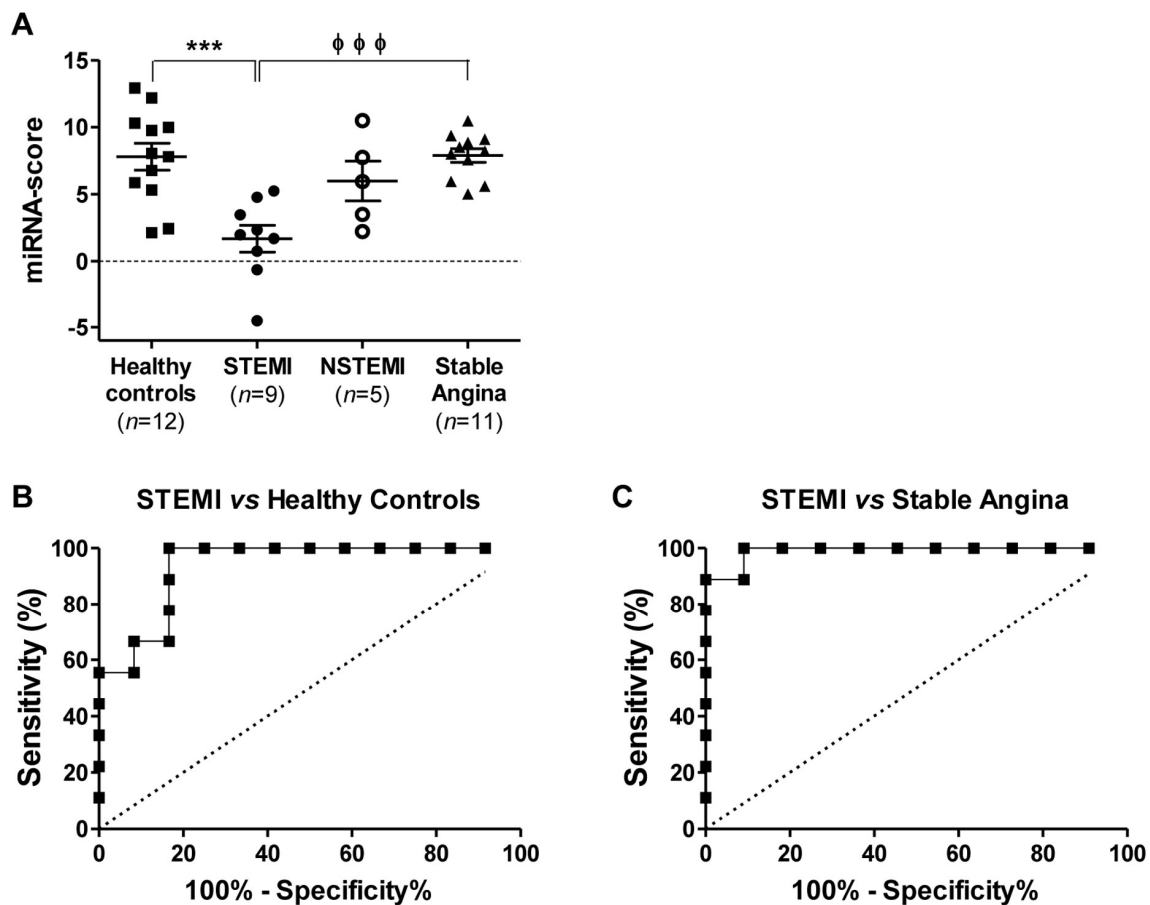 A
*** ϕ ϕ ϕ
15
10
5
0
-5
miRNA-score
Healthy controls (n=12)
STEMI (n=9)
NSTEMI (n=5)
Stable Angina (n=11)
B
STEMI vs Healthy Controls
100
80
60
40
20
0
Sensitivity (%)
0 20 40 60 80 100
100% - Specificity%
C
STEMI vs Stable Angina
100
80
60
40
20
0
Sensitivity (%)
0 20 40 60 80 100
100% - Specificity%